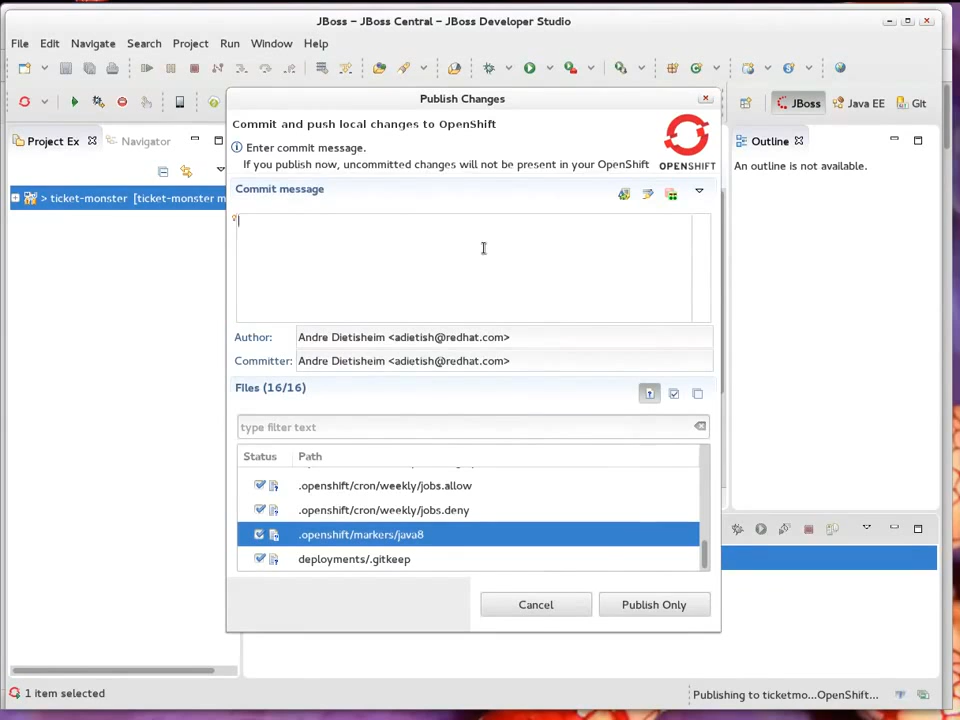 JBoss – JBoss Central – JBoss Developer Studio
File Edit Navigate Search Project Run Window Help
Publish Changes
JBoss Java EE Git
Commit and push local changes to OpenShift
Enter commit message.
If you publish now, uncommitted changes will not be present in your OpenShift
OPENSHIFT
Project Ex Navigator
Outline
An outline is not available.
Commit message
> ticket-monster [ticket-monster m
Author: Andre Dietisheim <adietish@redhat.com>
Committer: Andre Dietisheim <adietish@redhat.com>
Files (16/16)
type filter text
Status Path
.openshift/cron/weekly/jobs.allow
.openshift/cron/weekly/jobs.deny
.openshift/markers/java8
deployments/.gitkeep
Cancel Publish Only
1 item selected
Publishing to ticketmo...OpenShift...